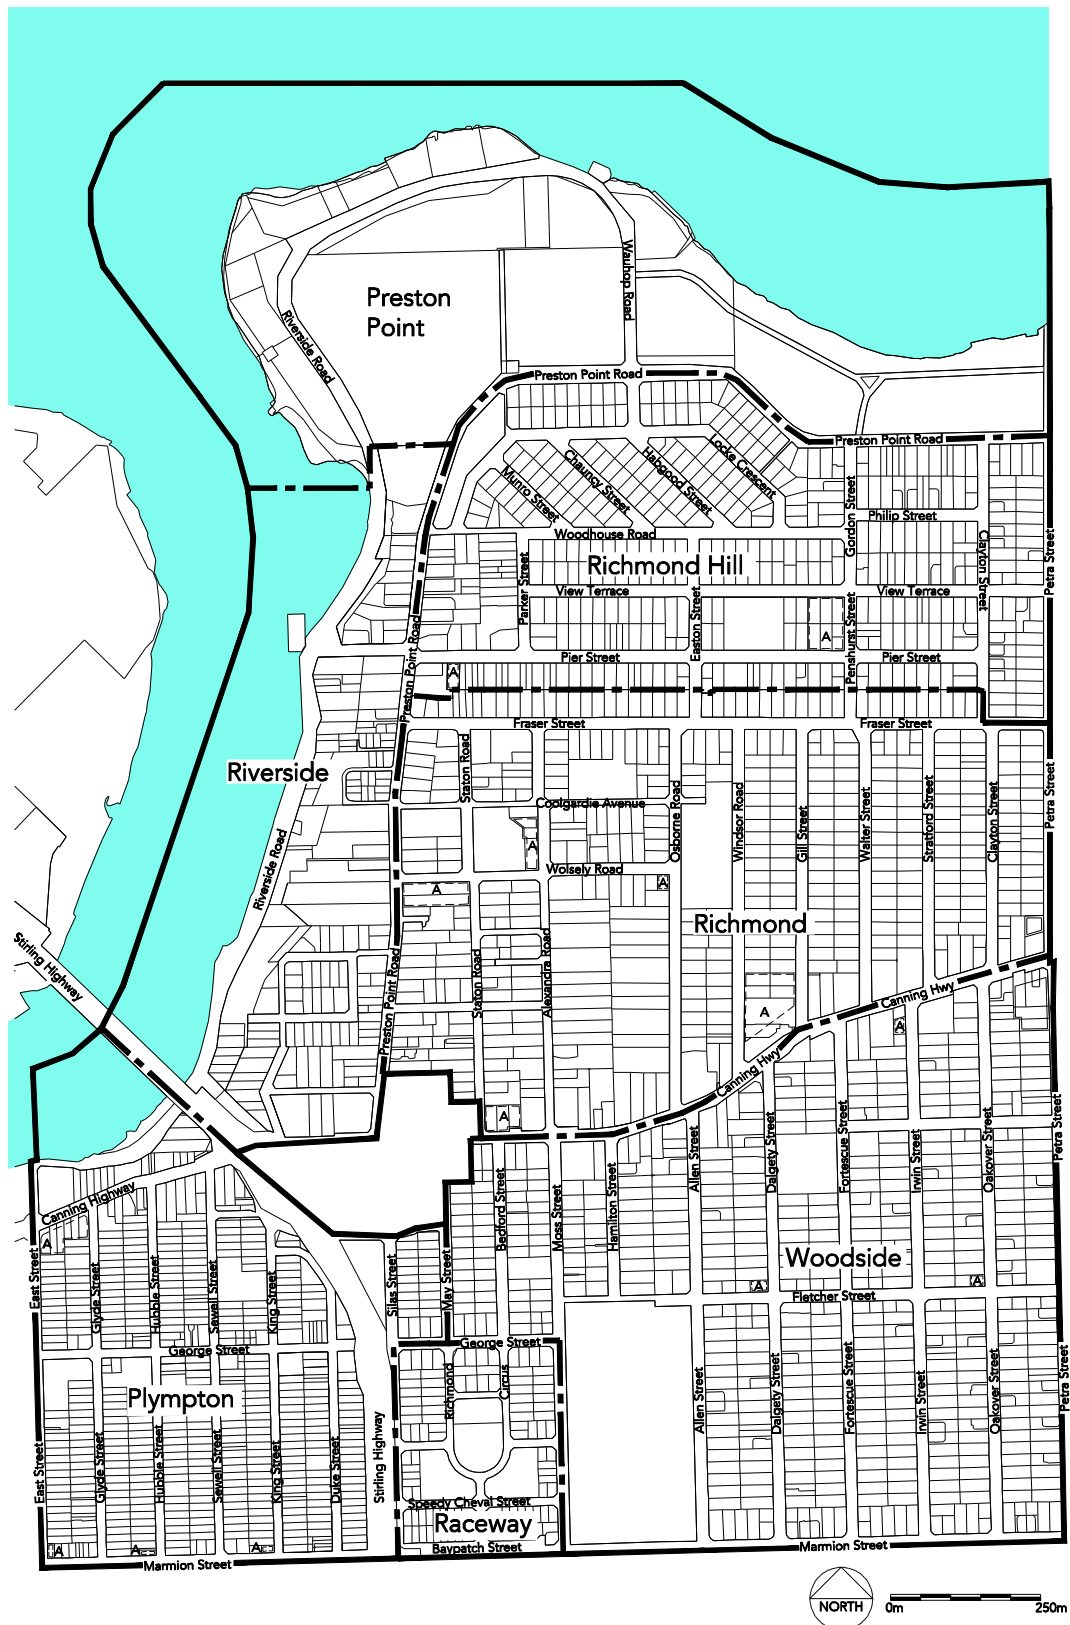 Wauhop Road
Preston
Point
Riverside Road
Preston Point Road
Preston Point Road
Locke Crescent
Habgood Street
Chauncy Street
Munro Street
Gordon Street
Philip Street
Clayton Street
Petra Street
Woodhouse Road
Richmond Hill
Parker Street
View Terrace
View Terrace
Easton Street
Penshurst Street
A
Preston Point Road
Pier Street
Pier Street
A
Fraser Street
Fraser Street
Riverside
Staton Road
Coolgardie Avenue
Osborne Road
Windsor Road
Gill Street
Walter Street
Stratford Street
Clayton Street
Petra Street
A
Wolsely Road
A
A
Riverside Road
Richmond
Stirling Highway
Preston Point Road
Staton Road
Alexandra Road
Canning Hwy
A
A
Canning Hwy
A
Allen Street
Dalgety Street
Fortescue Street
Irwin Street
Oakover Street
Petra Street
Canning Highway
Bedford Street
Moss Street
Hamilton Street
A
East Street
Glyde Street
Hubble Street
Sewell Street
King Street
Silas Street
May Street
Woodside
A
A
Fletcher Street
George Street
George Street
Plympton
Richmond
Circus
Allen Street
Dalgety Street
Fortescue Street
Irwin Street
Oakover Street
Petra Street
East Street
Glyde Street
Hubble Street
Sewell Street
King Street
Duke Street
Stirling Highway
Speedy Cheval Street
Raceway
Baypatch Street
A
A
A
Marmion Street
Marmion Street
NORTH
0m
250m